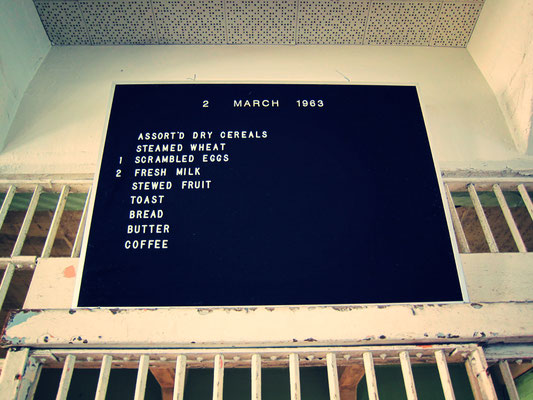 2 MARCH 1963
ASSORT'D DRY CEREALS
STEAMED WHEAT
1 SCRAMBLED EGGS
2 FRESH MILK
STEWED FRUIT
TOAST
BREAD
BUTTER
COFFEE